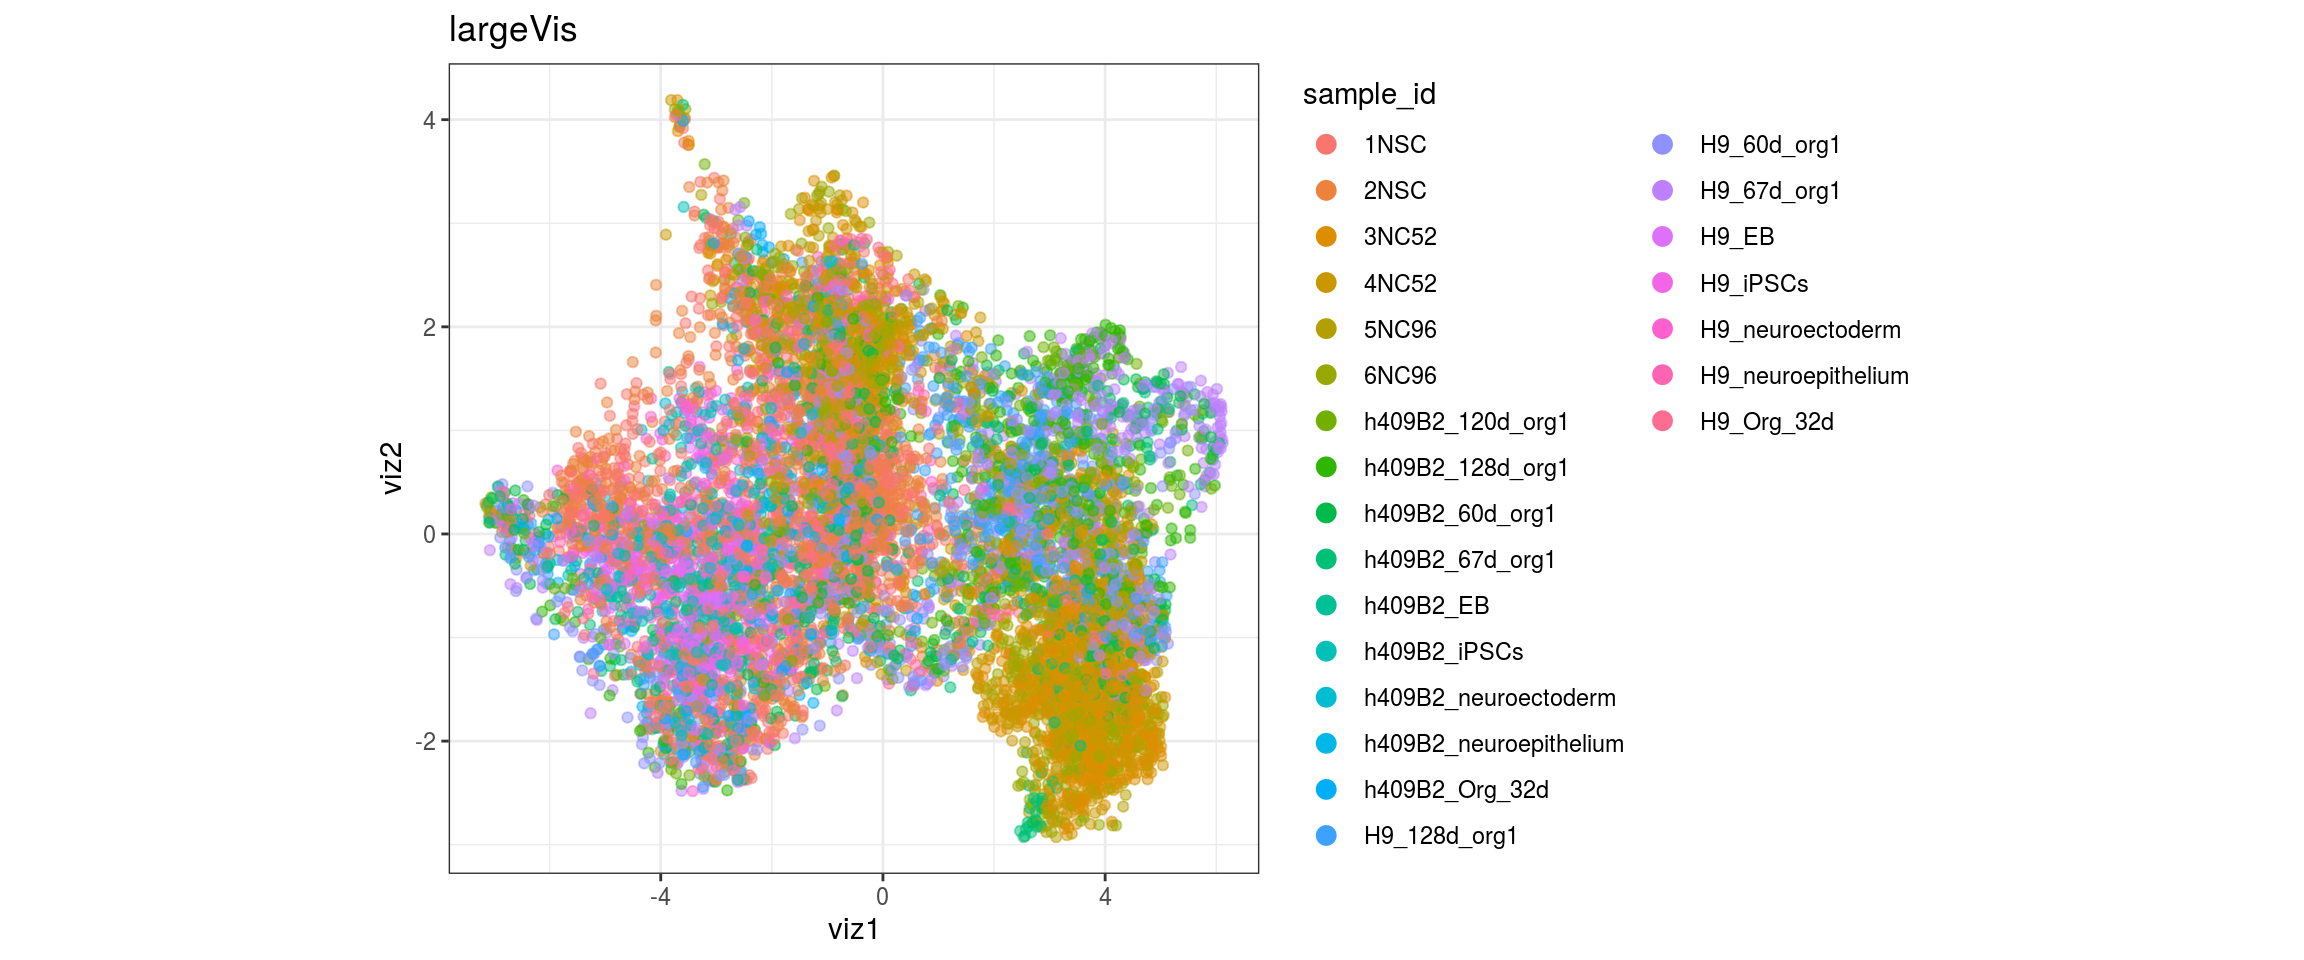 largeVis
viz2
4
2
0
-2
-4
0
4
viz1
sample_id
1NSC
2NSC
3NC52
4NC52
5NC96
6NC96
h409B2_120d_org1
h409B2_128d_org1
h409B2_60d_org1
h409B2_67d_org1
h409B2_EB
h409B2_iPSCs
h409B2_neuroectoderm
h409B2_neuroepithelium
h409B2_Org_32d
H9_128d_org1
H9_60d_org1
H9_67d_org1
H9_EB
H9_iPSCs
H9_neuroectoderm
H9_neuroepithelium
H9_Org_32d